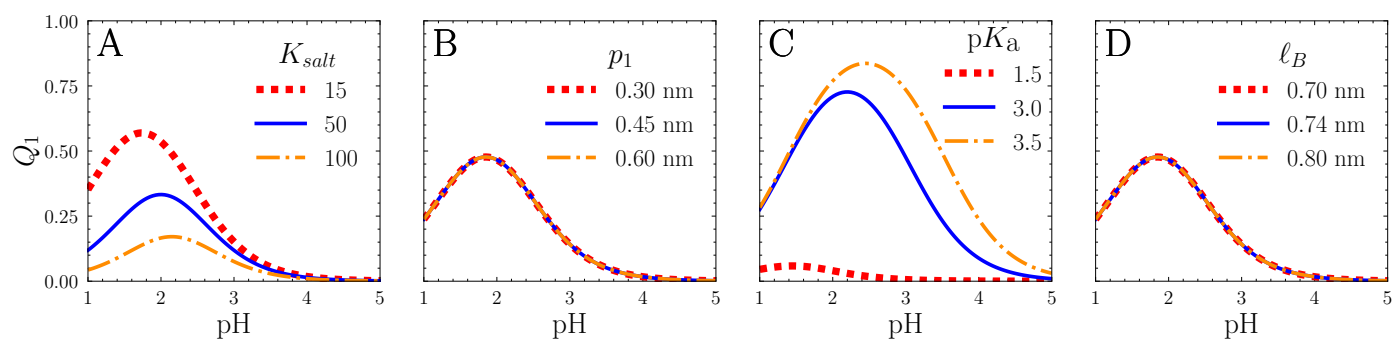 A
K_salt
15
50
100
Q_1
1.00
0.75
0.50
0.25
0.00
1 2 3 4 5
pH
B
p_1
0.30 nm
0.45 nm
0.60 nm
1 2 3 4 5
pH
C
pK_a
1.5
3.0
3.5
1 2 3 4 5
pH
D
ℓ_B
0.70 nm
0.74 nm
0.80 nm
1 2 3 4 5
pH